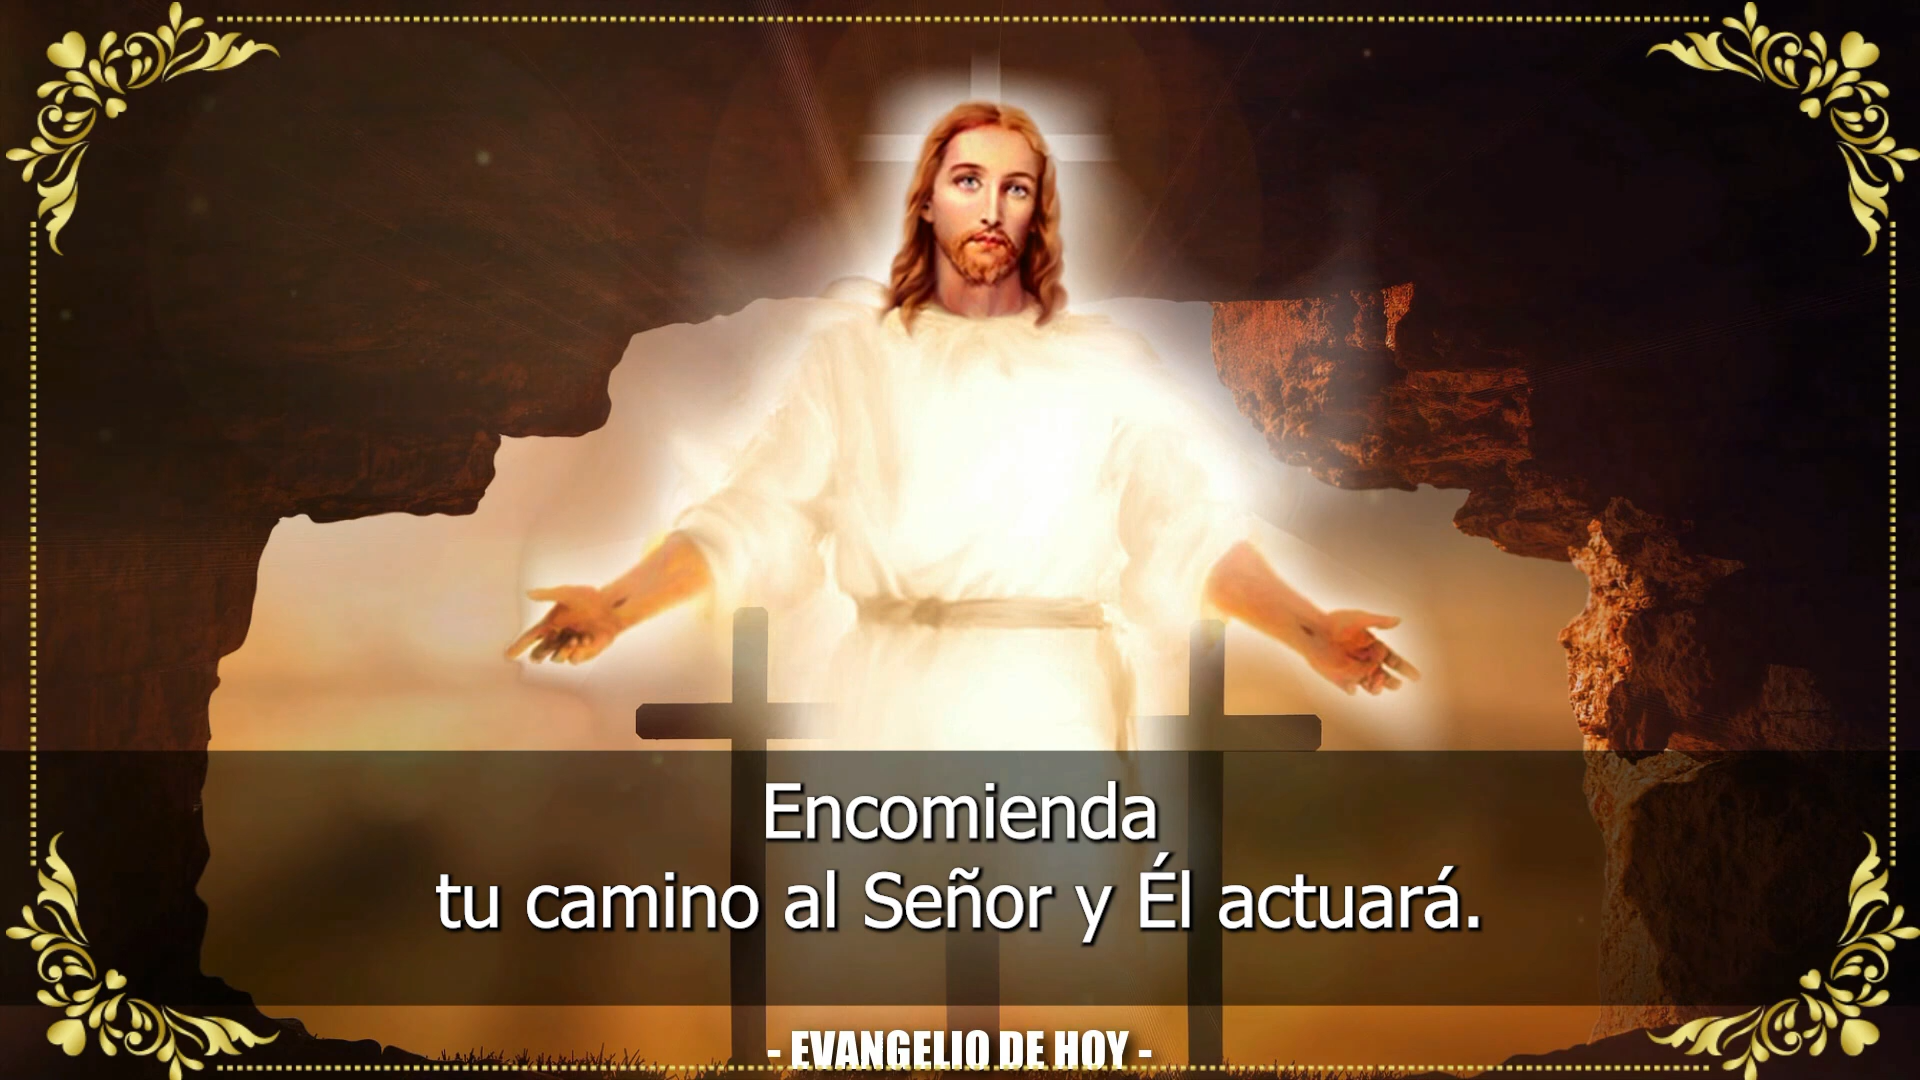 Encomienda
tu camino al Señor y Él actuará.
- EVANGELIO DE HOY -